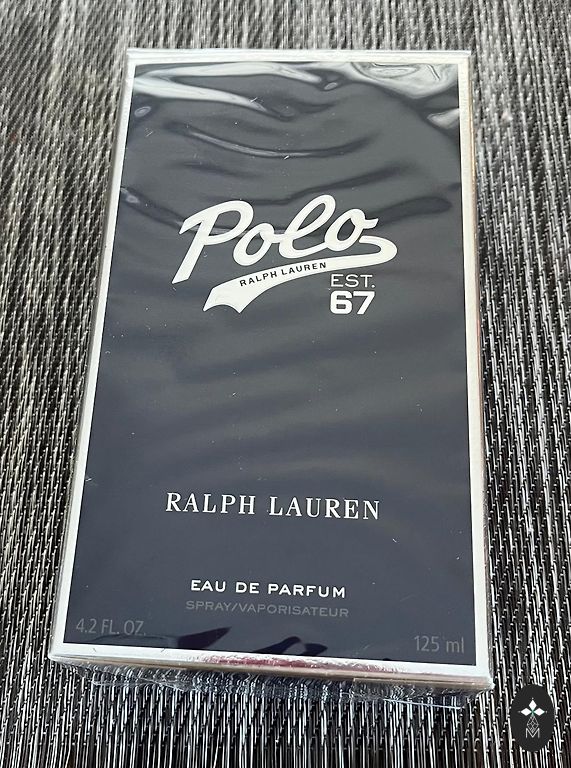 Polo
RALPH LAUREN
EST.
67
RALPH LAUREN
EAU DE PARFUM
SPRAY/VAPORISATEUR
4.2 FL. OZ.
125 ml